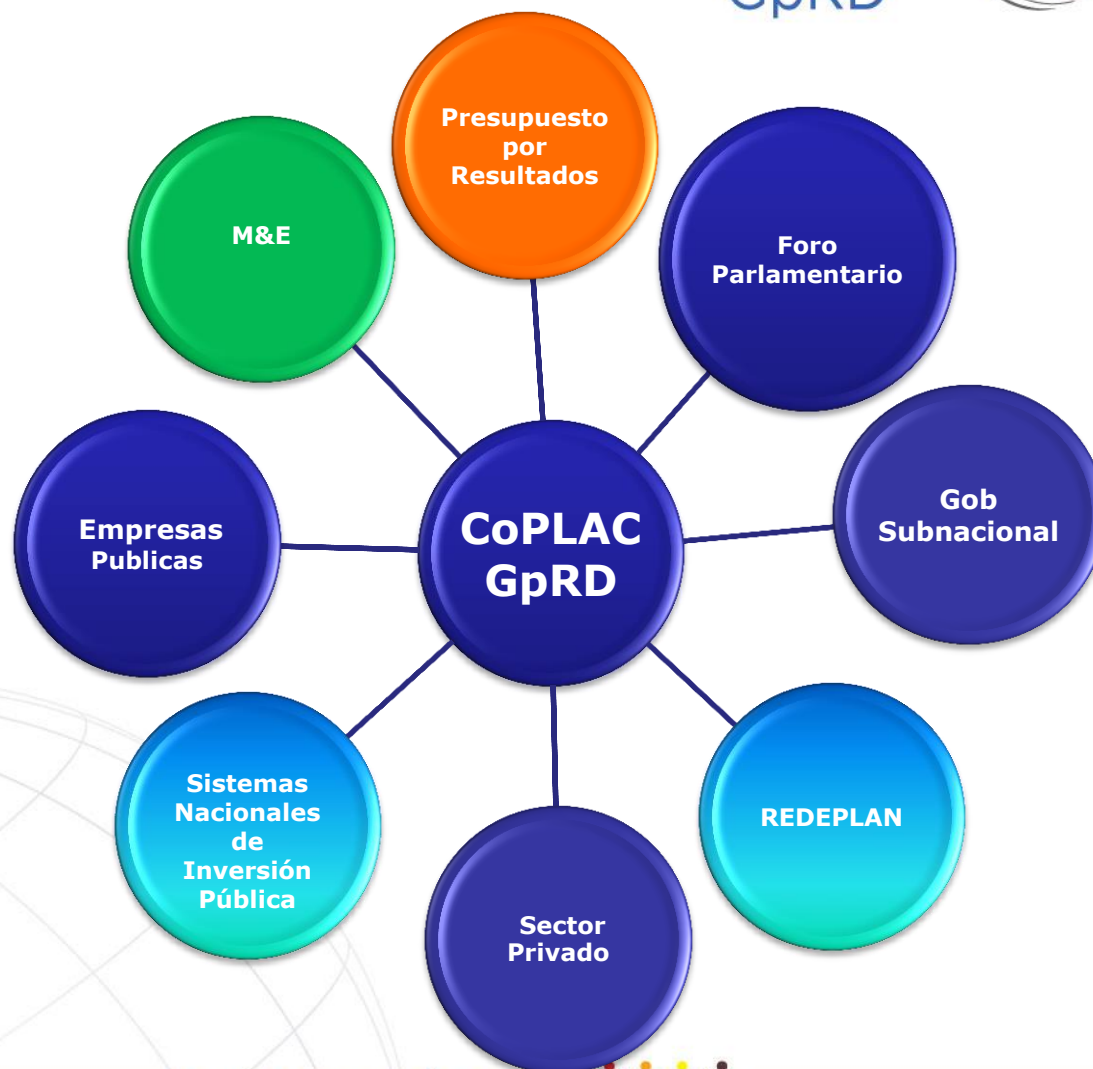 GpRD
Presupuesto
por
Resultados
M&E
Foro
Parlamentario
Gob
Subnacional
CoPLAC
GpRD
Empresas
Publicas
REDEPLAN
Sistemas
Nacionales
de
Inversión
Pública
Sector
Privado